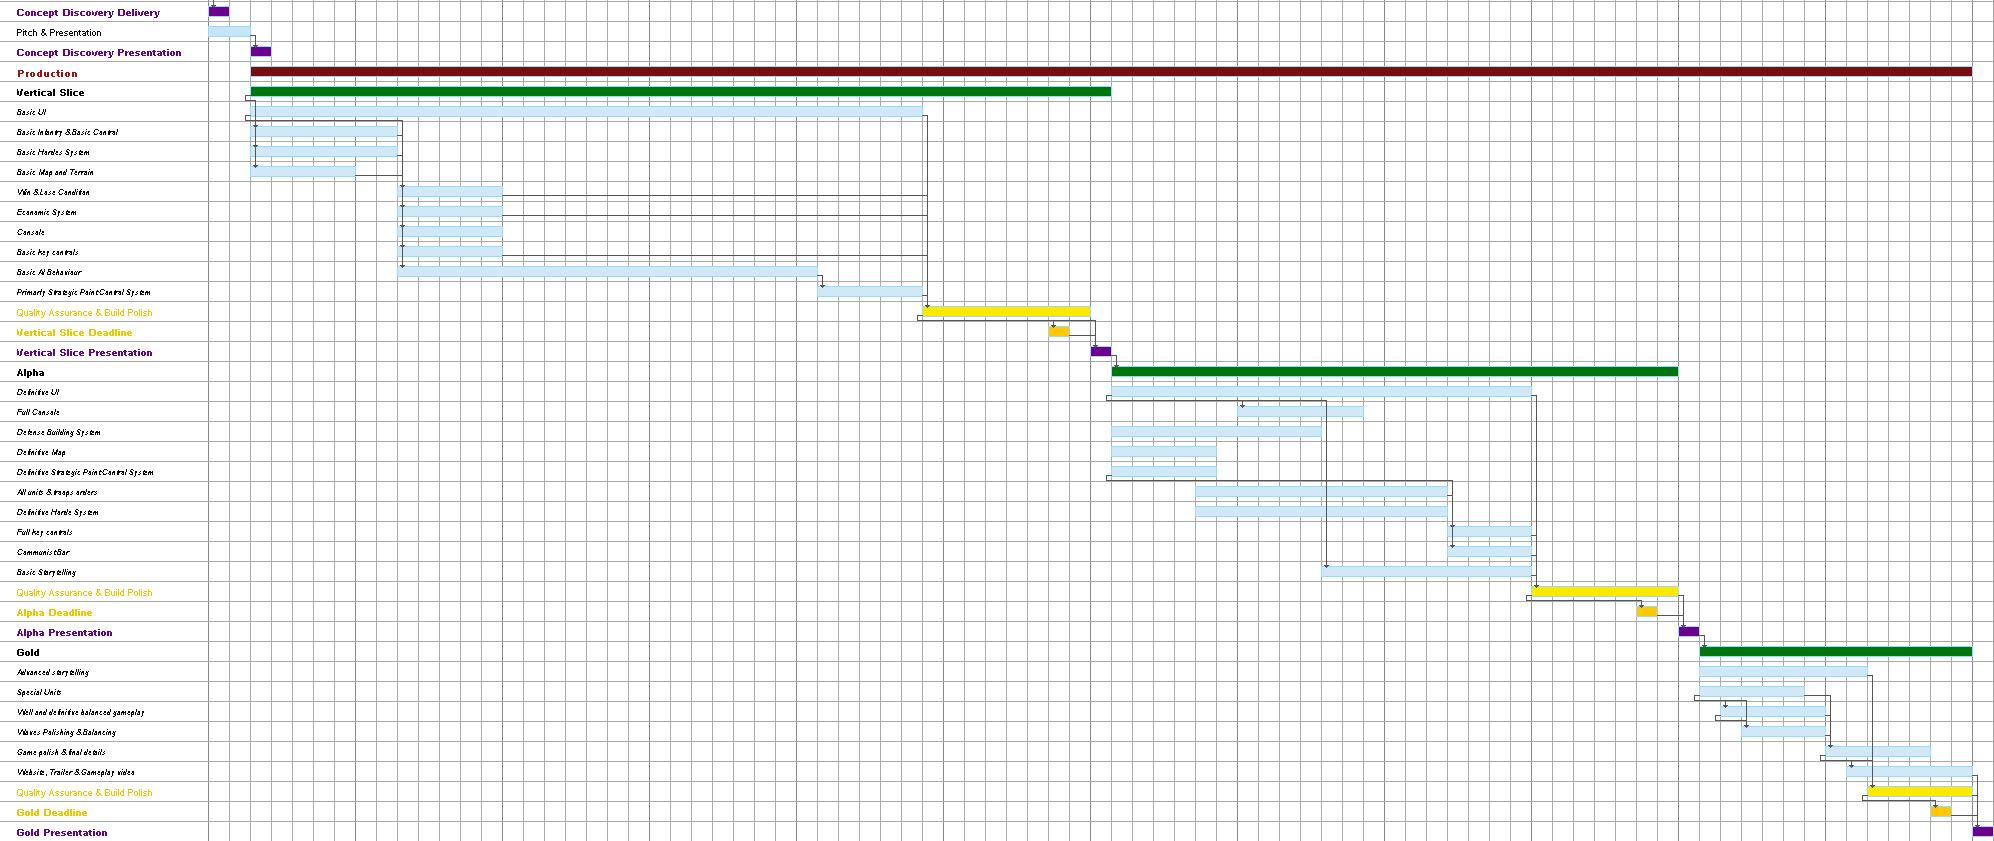 Concept Discovery Delivery
Pitch & Presentation
Concept Discovery Presentation
Production
Vertical Slice
Basic UI
Basic Infantry & Basic Control
Basic Hordes System
Basic Map and Terrain
Win & Lose Condition
Economic System
Console
Basic key controls
Basic AI Behaviour
Primarly Strategic Point Control System
Quality Assurance & Build Polish
Vertical Slice Deadline
Vertical Slice Presentation
Alpha
Definitive UI
Full Console
Defense Building System
Definitive Map
Definitive Strategic Point Control System
All units & troops orders
Definitive Horde System
Full key controls
Communist Bar
Basic Storytelling
Quality Assurance & Build Polish
Alpha Deadline
Alpha Presentation
Gold
Advanced storytelling
Special Units
Well and definitive balanced gameplay
Waves Polishing & Balancing
Game polish & final details
Website, Trailer & Gameplay video
Quality Assurance & Build Polish
Gold Deadline
Gold Presentation